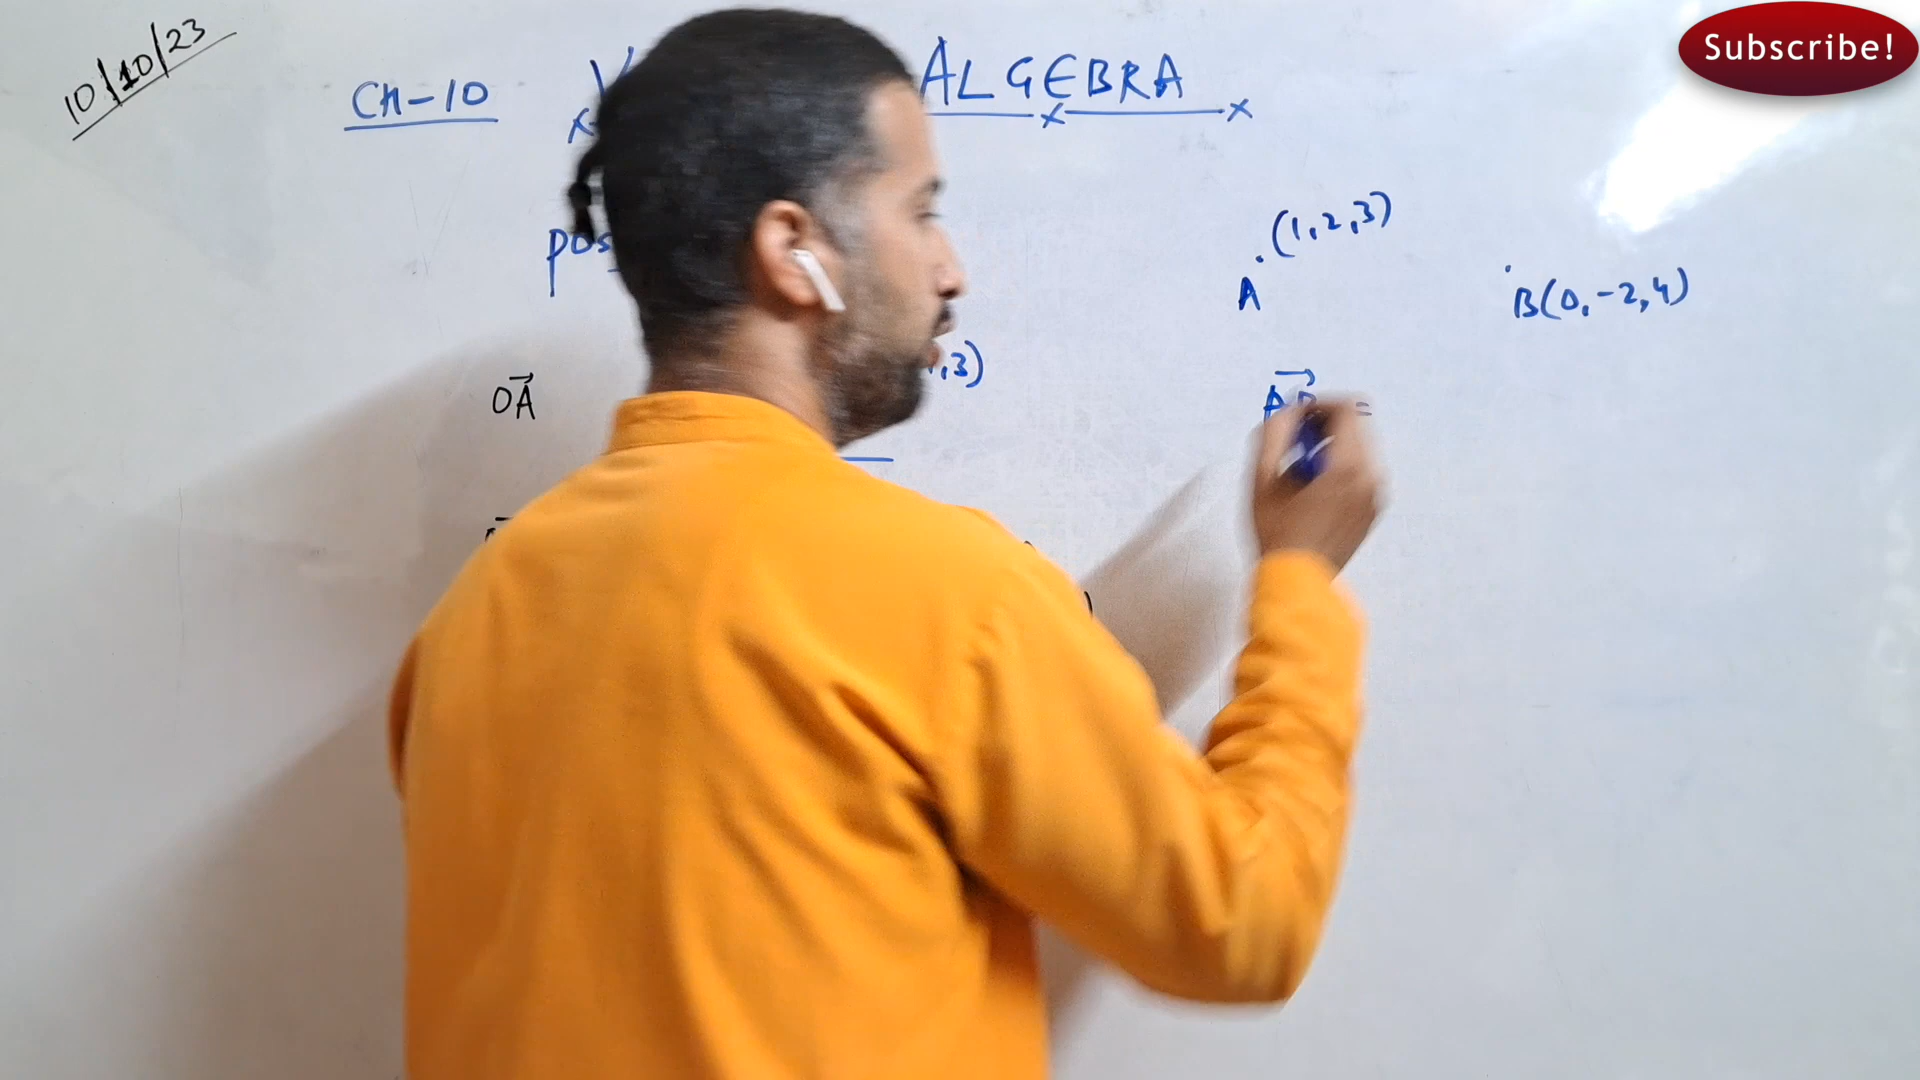 10/10/23
CH-10 ALGEBRA
Subscribe!
(1,2,3)
A
B(0,-2,4)
,3)
OA
AB =